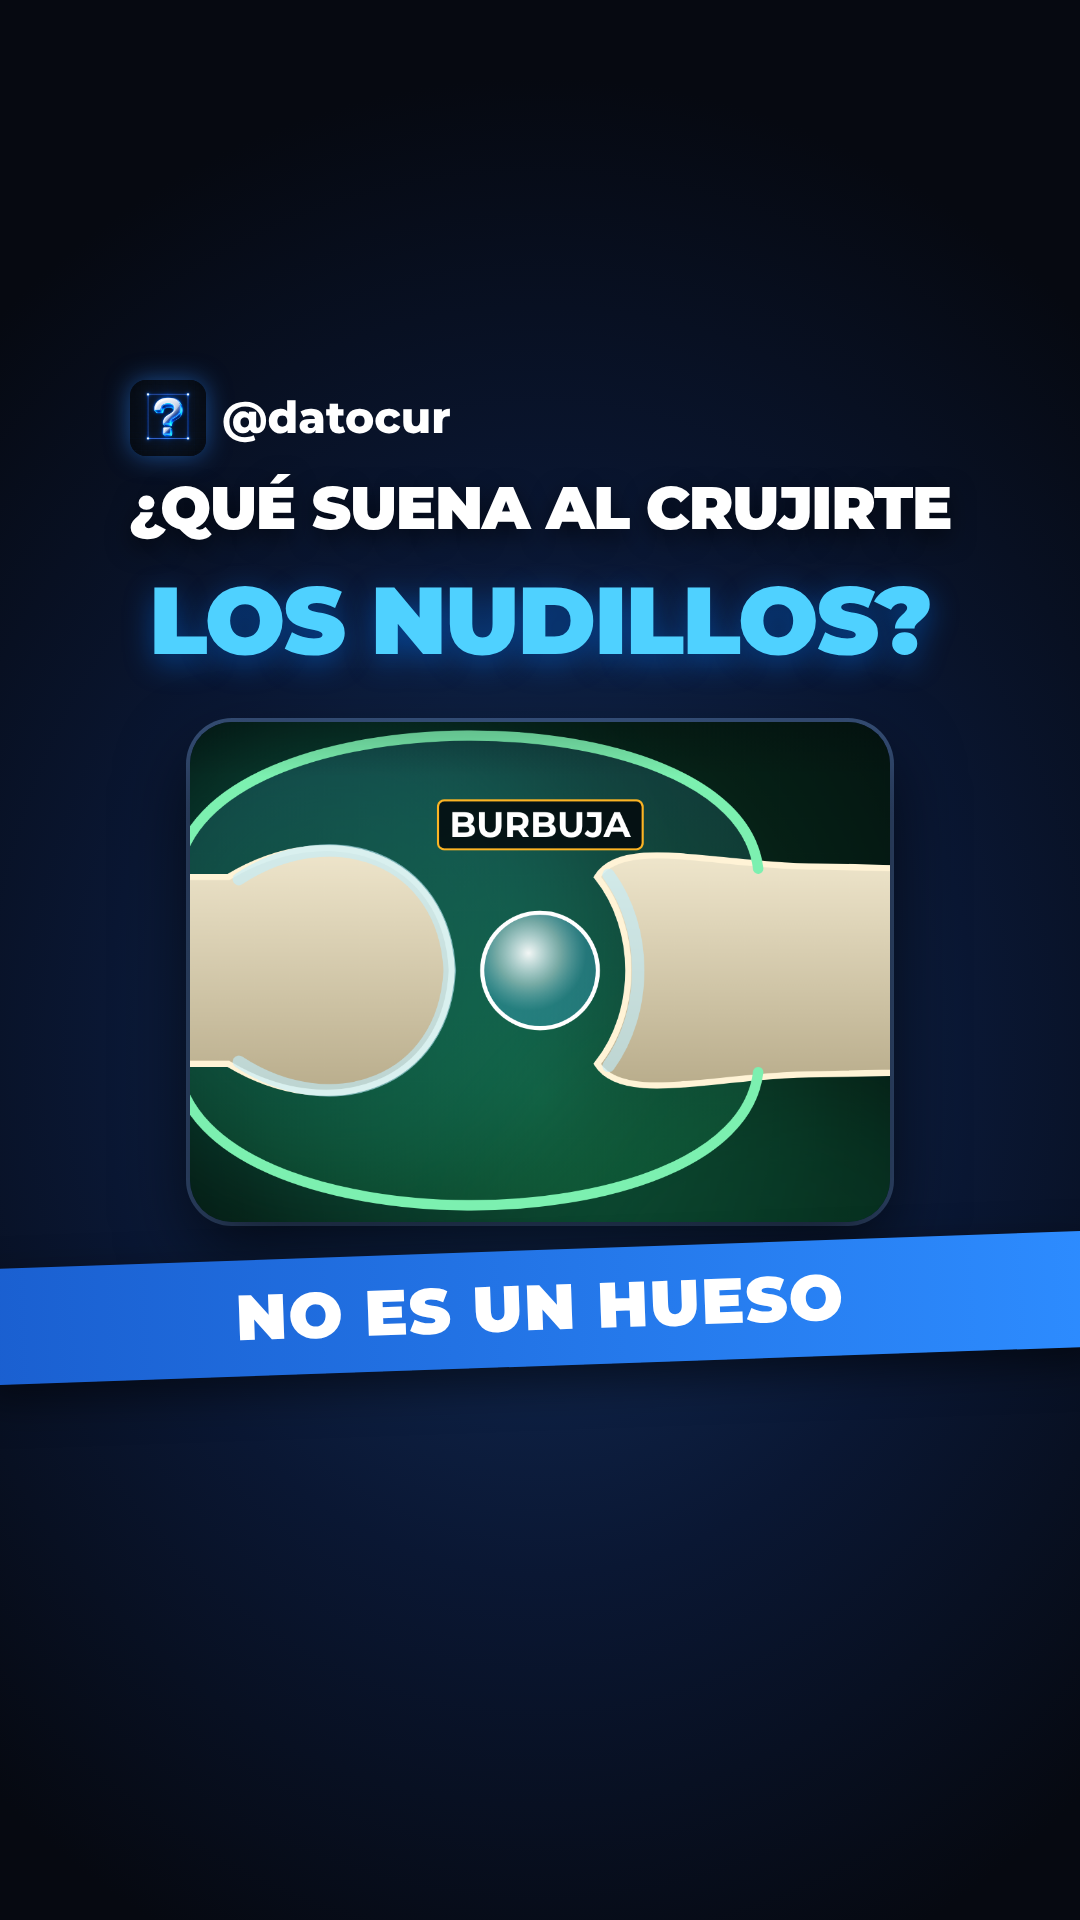 @datocur
¿QUÉ SUENA AL CRUJIRTE
LOS NUDILLOS?
BURBUJA
NO ES UN HUESO